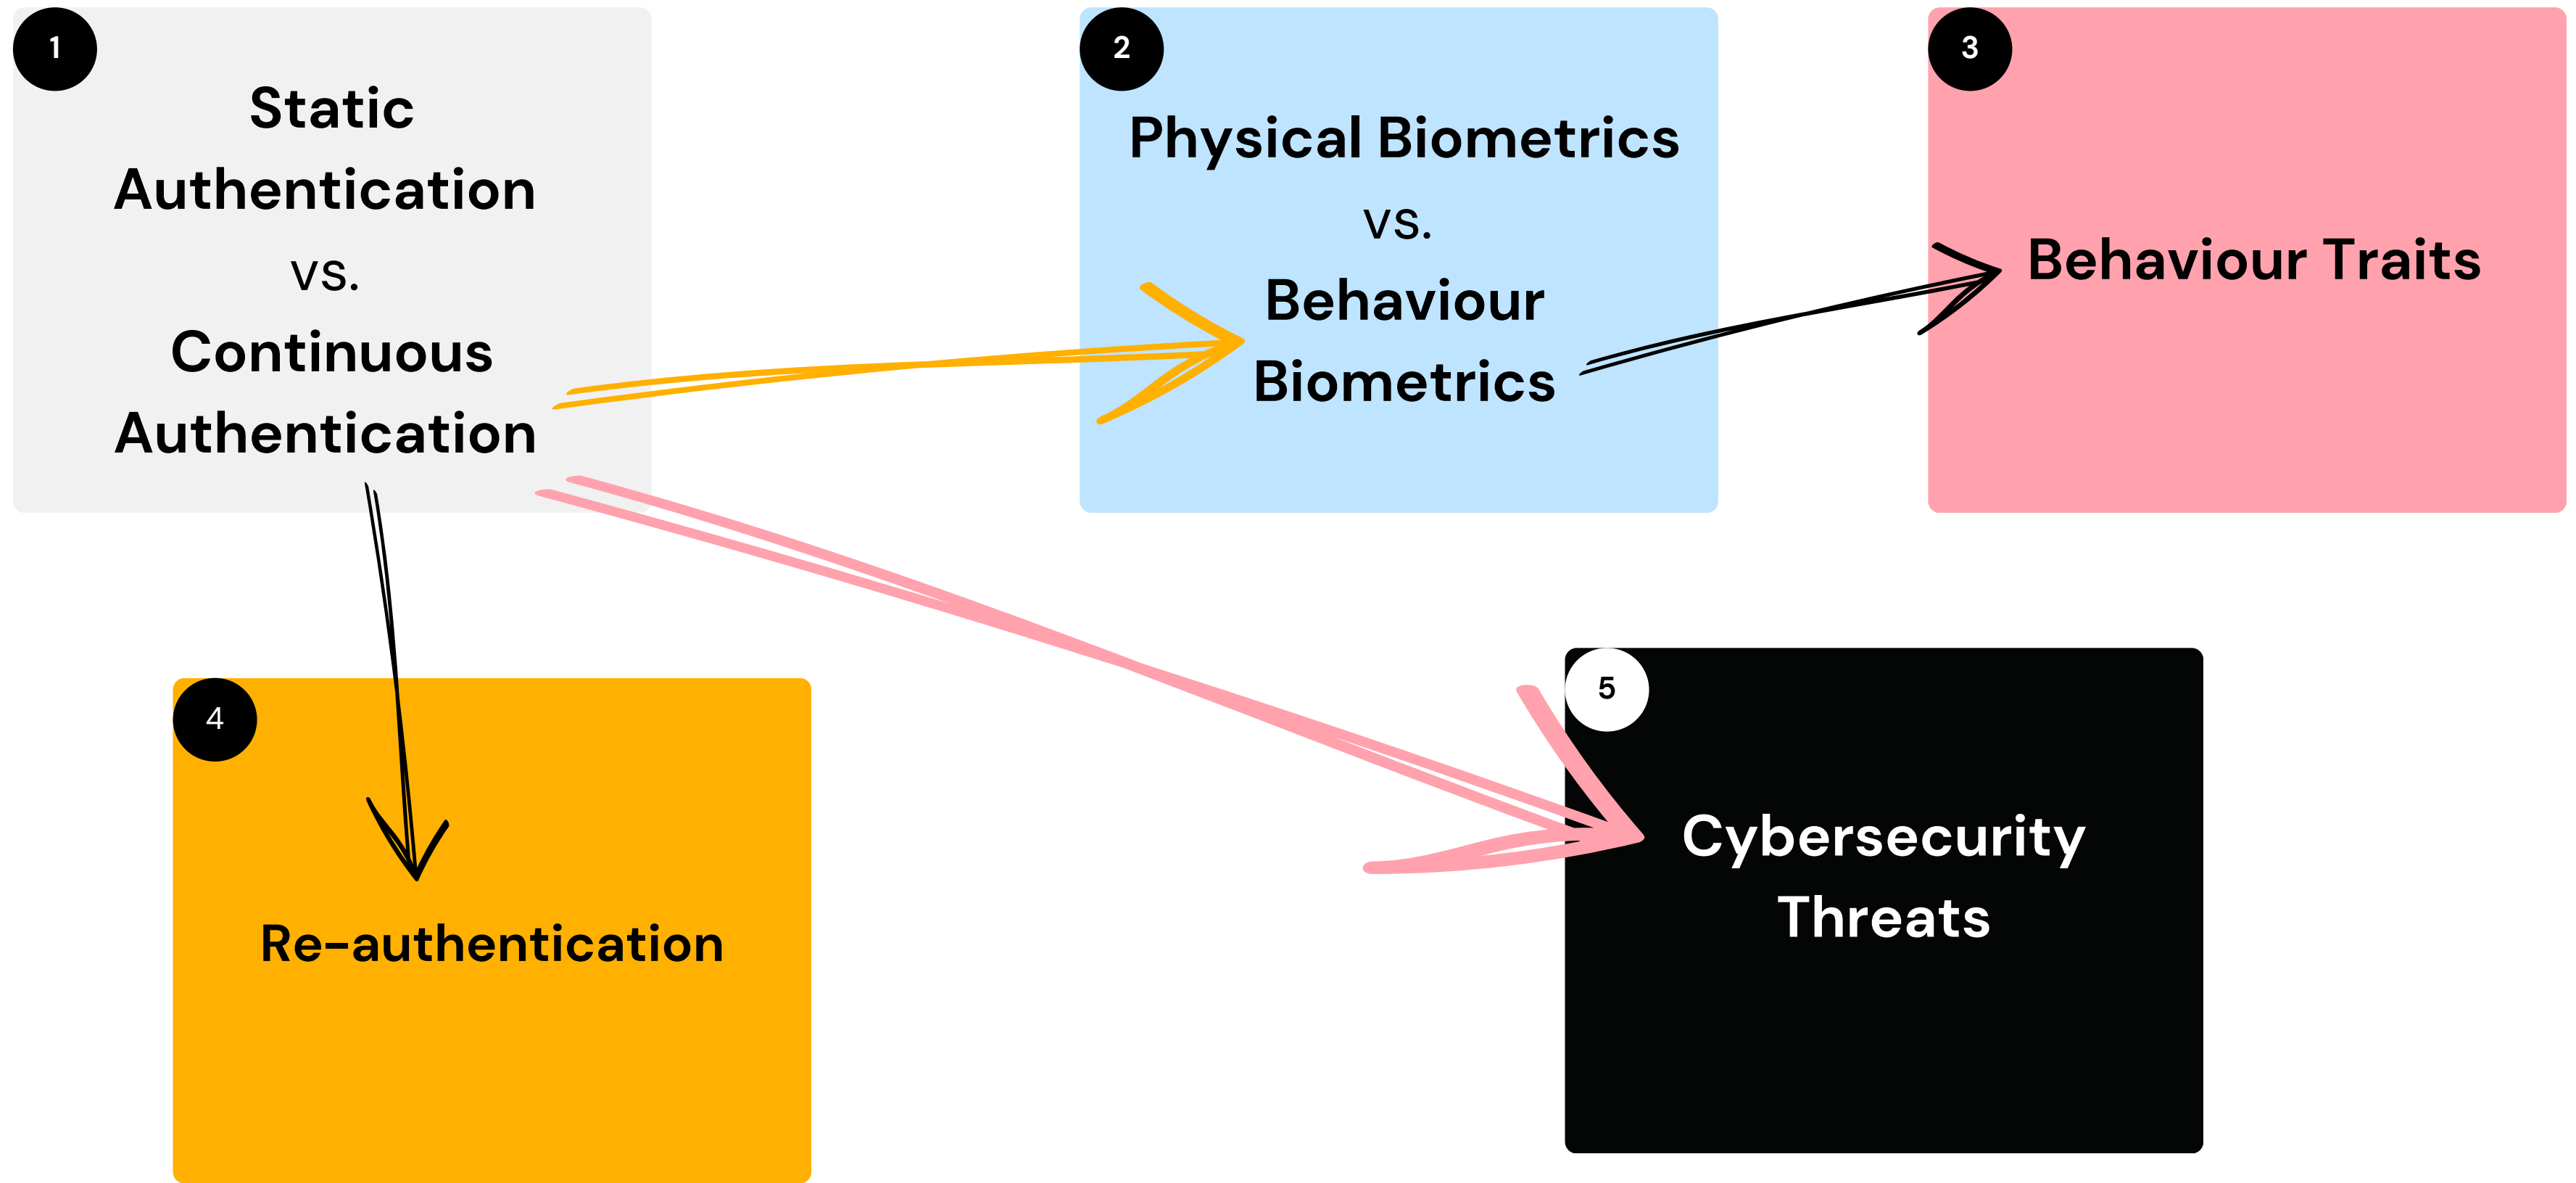 1
Static
Authentication
vs.
Continuous
Authentication
2
Physical Biometrics
vs.
Behaviour
Biometrics
3
Behaviour Traits
4
Re-authentication
5
Cybersecurity
Threats